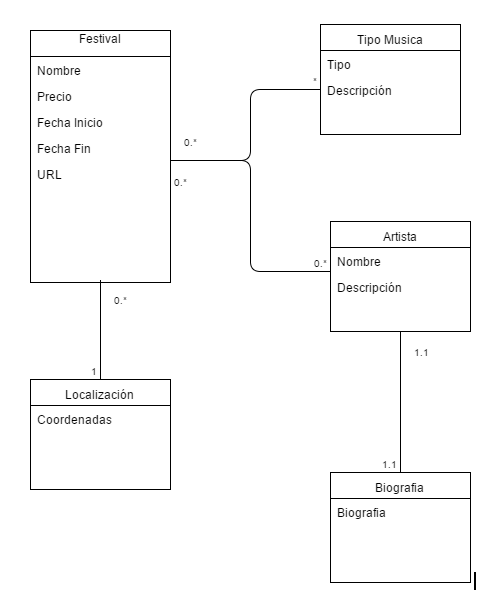 Festival
Nombre
Precio
Fecha Inicio
Fecha Fin
URL
0.*
0.*
Tipo Musica
Tipo
Descripción
*
Artista
Nombre
Descripción
0.*
0.*
1
Localización
Coordenadas
1.1
1.1
Biografia
Biografia